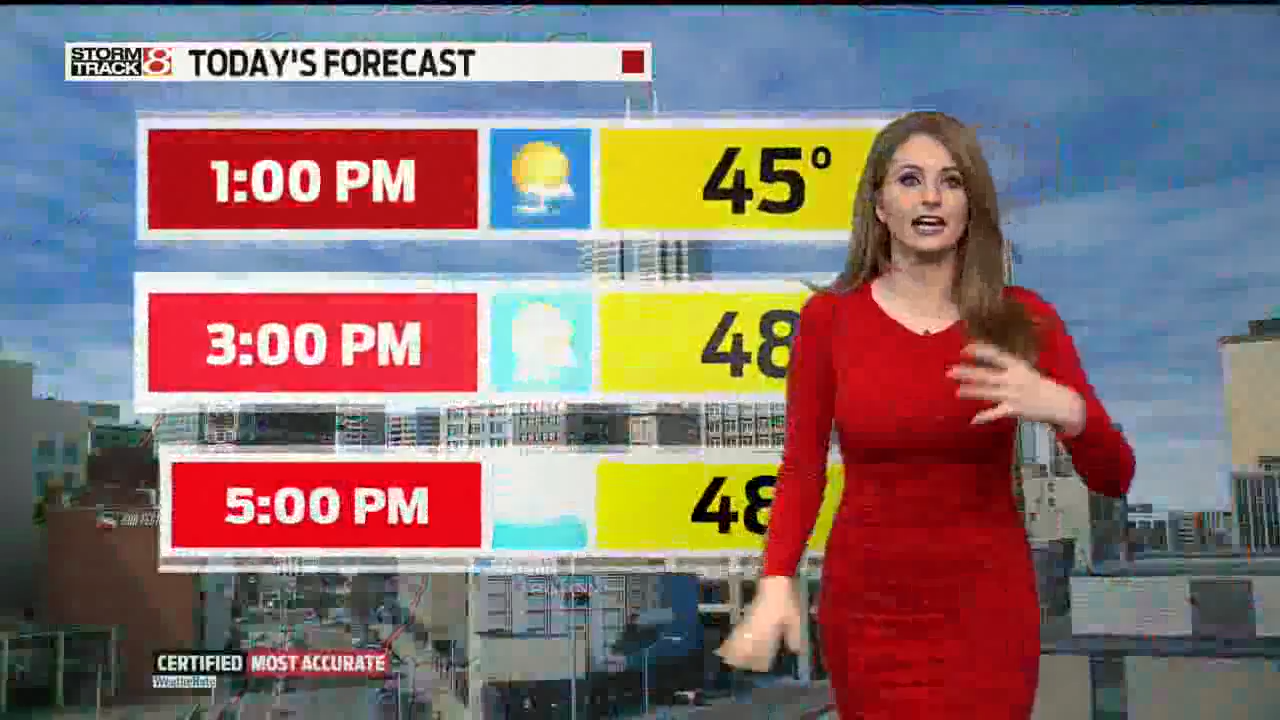 STORM
TRACK 8
TODAY'S FORECAST
1:00 PM
45°
3:00 PM
48
5:00 PM
48
CERTIFIED MOST ACCURATE
WeatheRate